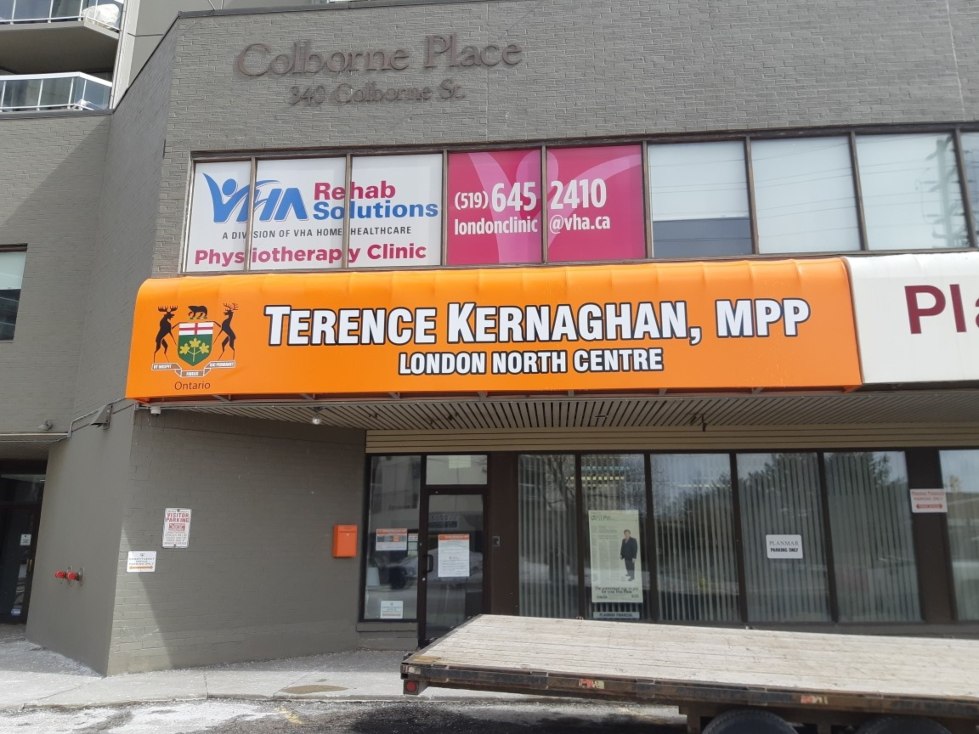 Colborne Place
340 Colborne St.
VHA Rehab Solutions
A DIVISION OF VHA HOME HEALTHCARE
Physiotherapy Clinic
(519) 645 2410
londonclinic @vha.ca
TERENCE KERNAGHAN, MPP
LONDON NORTH CENTRE
Ontario
Pla
VISITOR
PARKING
PLANMAR
PARKING ONLY